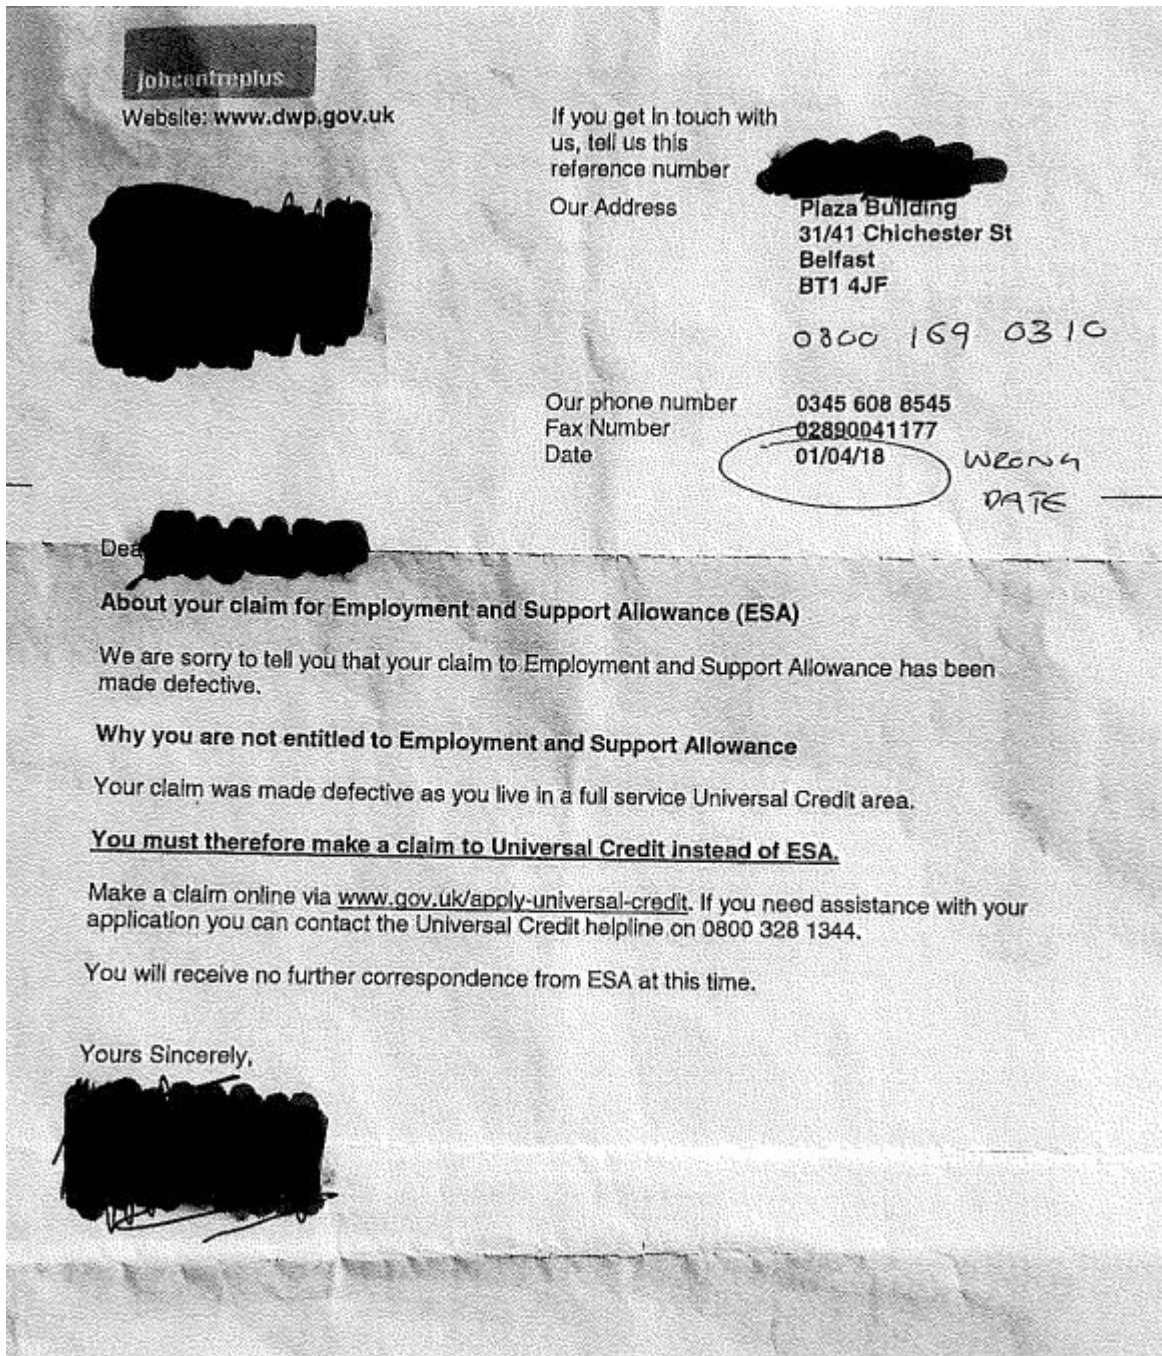 jobcentreplus
Website: www.dwp.gov.uk
If you get in touch with
us, tell us this
reference number
Our Address
Plaza Building
31/41 Chichester St
Belfast
BT1 4JF
0800 169 0310
Our phone number 0345 608 8545
Fax Number 02890041177
Date 01/04/18
WRONG
DATE
Dea
About your claim for Employment and Support Allowance (ESA)
We are sorry to tell you that your claim to Employment and Support Allowance has been
made defective.
Why you are not entitled to Employment and Support Allowance
Your claim was made defective as you live in a full service Universal Credit area.
You must therefore make a claim to Universal Credit instead of ESA.
Make a claim online via www.gov.uk/apply-universal-credit. If you need assistance with your
application you can contact the Universal Credit helpline on 0800 328 1344.
You will receive no further correspondence from ESA at this time.
Yours Sincerely,